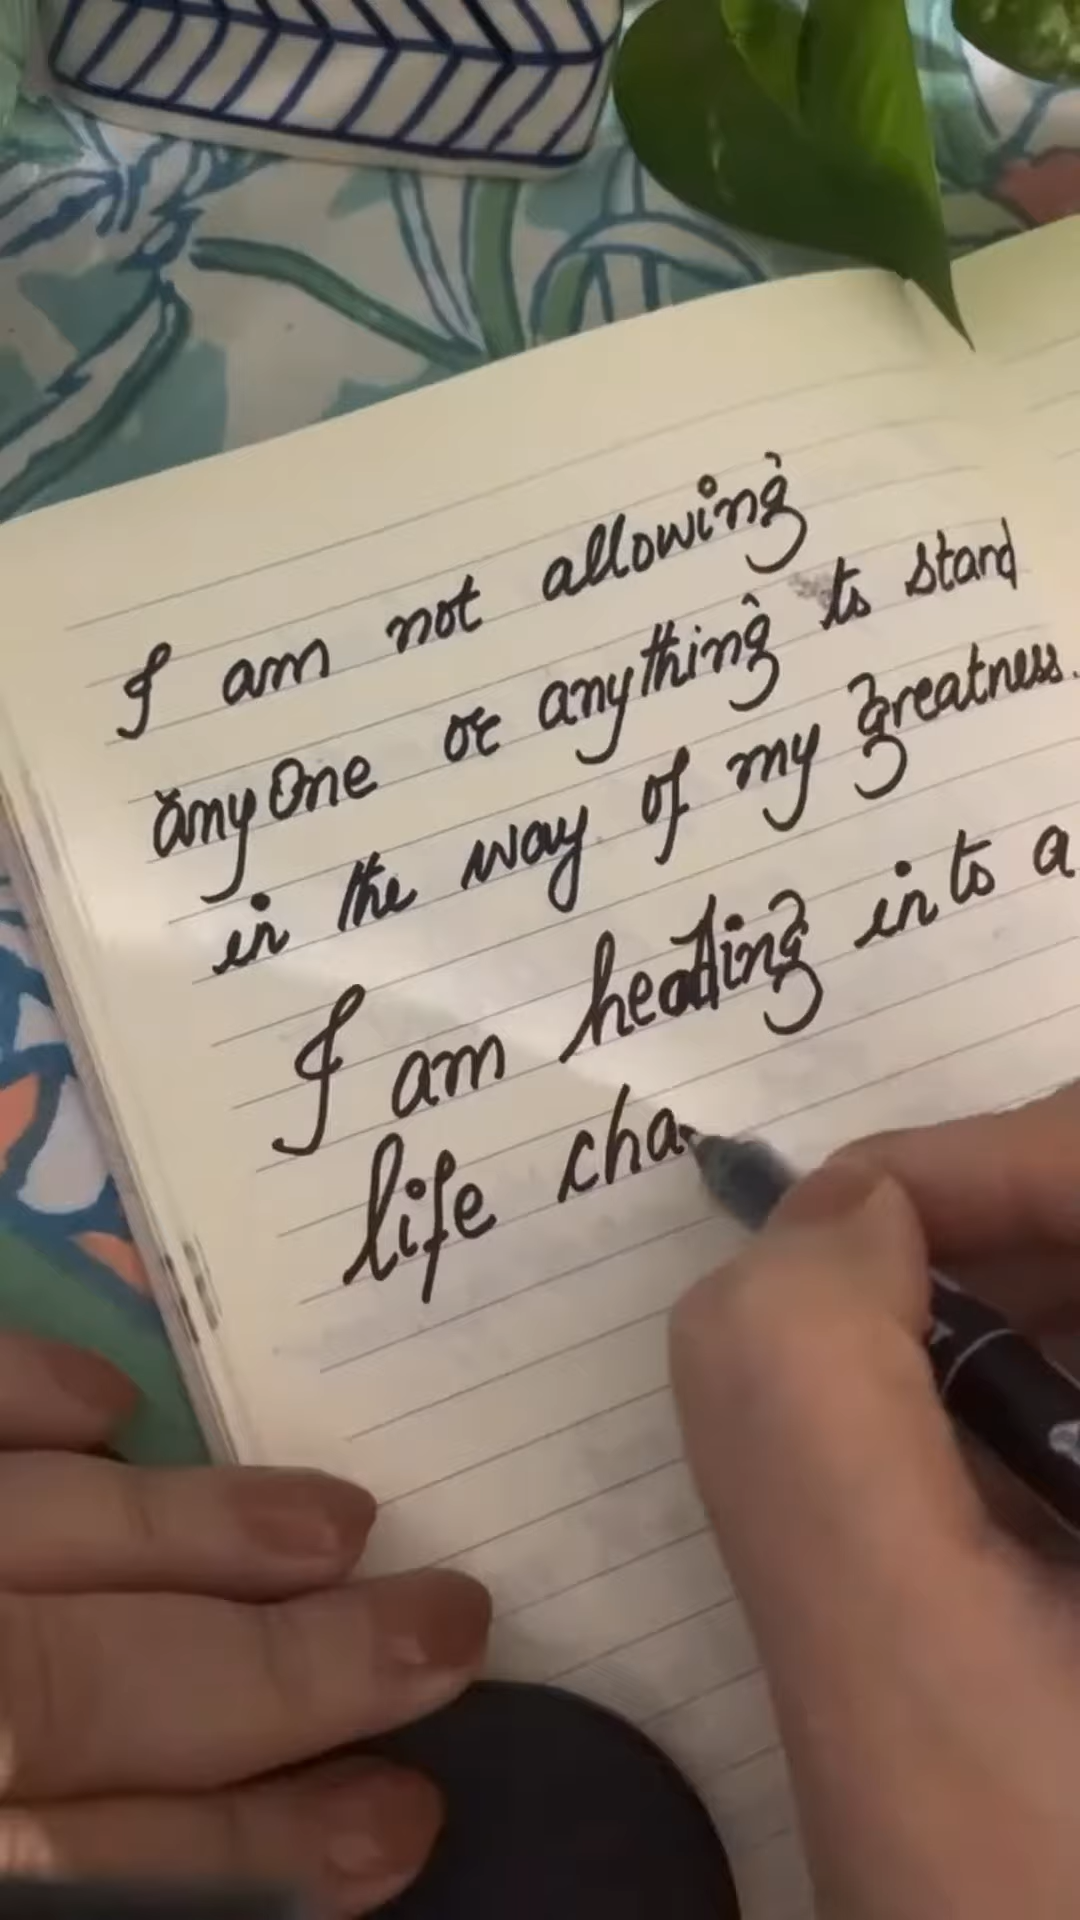 I am not allowing
anyone or anything to stand
in the way of my greatness.
I am heading into a
life cha